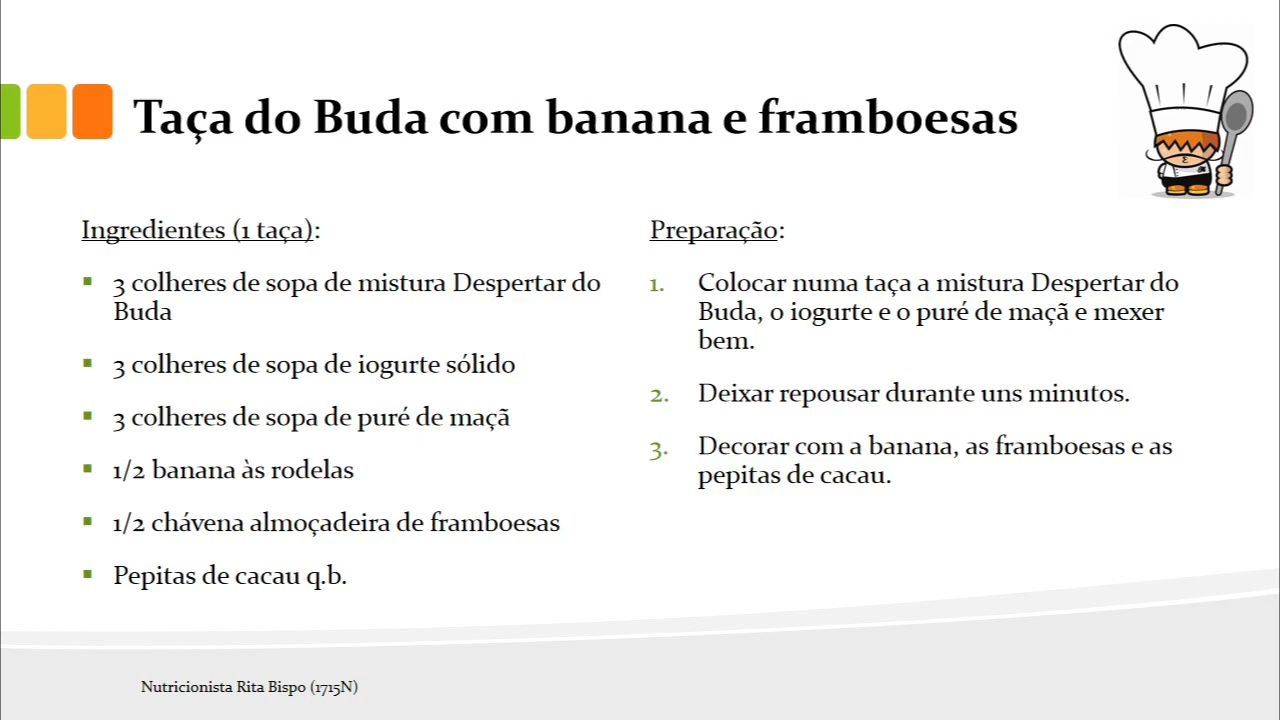 Taça do Buda com banana e framboesas
Ingredientes (1 taça):
▪ 3 colheres de sopa de mistura Despertar do
Buda
▪ 3 colheres de sopa de iogurte sólido
▪ 3 colheres de sopa de puré de maçã
▪ 1/2 banana às rodelas
▪ 1/2 chávena almoçadeira de framboesas
▪ Pepitas de cacau q.b.
Preparação:
1. Colocar numa taça a mistura Despertar do
Buda, o iogurte e o puré de maçã e mexer
bem.
2. Deixar repousar durante uns minutos.
3. Decorar com a banana, as framboesas e as
pepitas de cacau.
Nutricionista Rita Bispo (1715N)